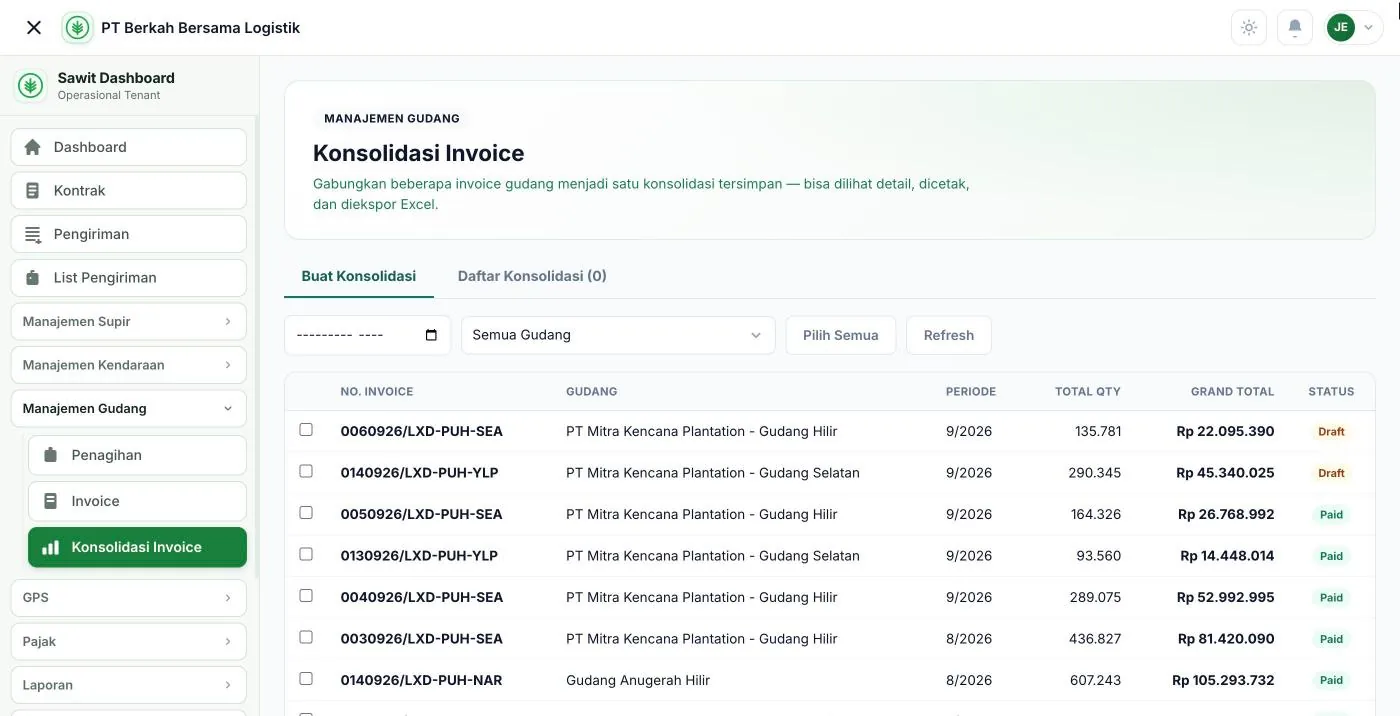 PT Berkah Bersama Logistik
JE
Sawit Dashboard
Operasional Tenant
Dashboard
Kontrak
Pengiriman
List Pengiriman
Manajemen Supir
Manajemen Kendaraan
Manajemen Gudang
Penagihan
Invoice
Konsolidasi Invoice
GPS
Pajak
Laporan
MANAJEMEN GUDANG
Konsolidasi Invoice
Gabungkan beberapa invoice gudang menjadi satu konsolidasi tersimpan — bisa dilihat detail, dicetak,
dan diekspor Excel.
Buat Konsolidasi Daftar Konsolidasi (0)
--------- ---- Semua Gudang Pilih Semua Refresh
NO. INVOICE GUDANG PERIODE TOTAL QTY GRAND TOTAL STATUS
0060926/LXD-PUH-SEA PT Mitra Kencana Plantation - Gudang Hilir 9/2026 135.781 Rp 22.095.390 Draft
0140926/LXD-PUH-YLP PT Mitra Kencana Plantation - Gudang Selatan 9/2026 290.345 Rp 45.340.025 Draft
0050926/LXD-PUH-SEA PT Mitra Kencana Plantation - Gudang Hilir 9/2026 164.326 Rp 26.768.992 Paid
0130926/LXD-PUH-YLP PT Mitra Kencana Plantation - Gudang Selatan 9/2026 93.560 Rp 14.448.014 Paid
0040926/LXD-PUH-SEA PT Mitra Kencana Plantation - Gudang Hilir 9/2026 289.075 Rp 52.992.995 Paid
0030926/LXD-PUH-SEA PT Mitra Kencana Plantation - Gudang Hilir 8/2026 436.827 Rp 81.420.090 Paid
0140926/LXD-PUH-NAR Gudang Anugerah Hilir 8/2026 607.243 Rp 105.293.732 Paid